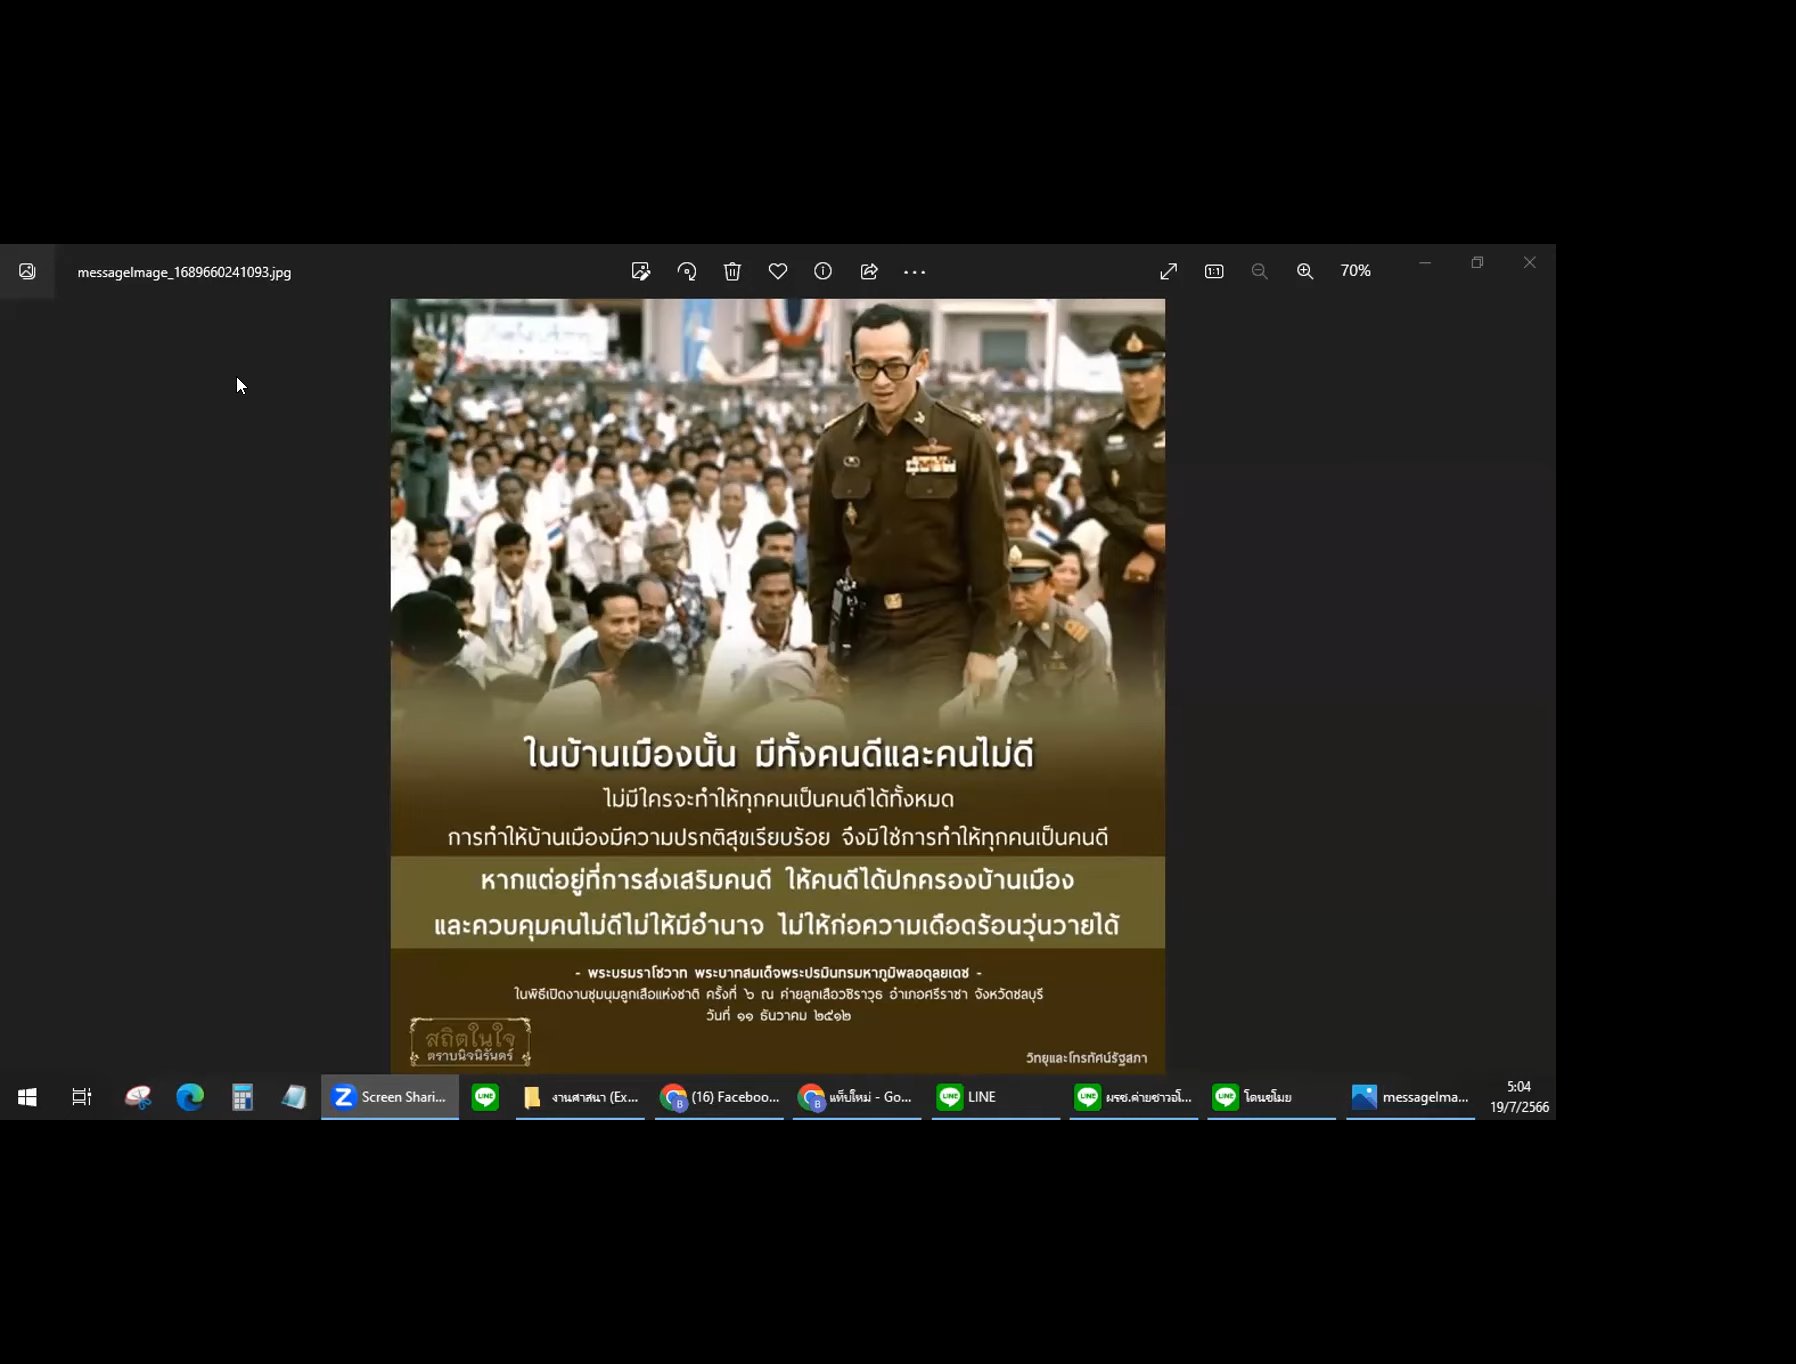 messageImage_1689660241093.jpg
70%
ในบ้านเมืองนั้น มีทั้งคนดีและคนไม่ดี
ไม่มีใครจะทำให้ทุกคนเป็นคนดีได้ทั้งหมด
การทำให้บ้านเมืองมีความปรกติสุขเรียบร้อย จึงมิใช่การทำให้ทุกคนเป็นคนดี
หากแต่อยู่ที่การส่งเสริมคนดี ให้คนดีได้ปกครองบ้านเมือง
และควบคุมคนไม่ดีไม่ให้มีอำนาจ ไม่ให้ก่อความเดือดร้อนวุ่นวายได้
- พระบรมราโชวาท พระบาทสมเด็จพระปรมินทรมหาภูมิพลอดุลยเดช -
ในพิธีเปิดงานชุมนุมลูกเสือแห่งชาติ ครั้งที่ ๖ ณ ค่ายลูกเสือวชิราวุธ อำเภอศรีราชา จังหวัดชลบุรี
วันที่ ๑๑ ธันวาคม ๒๕๑๒
สถิตในใจ
ตราบนิจนิรันดร์
วิทยุและโทรทัศน์รัฐสภา
Screen Shari...
งานศาสนา (Ex...
(16) Faceboo...
แท็บใหม่ - Go...
LINE
ผรช.ค่ายชาวอโ...
โดนขโมย
messageIma...
5:04
19/7/2566